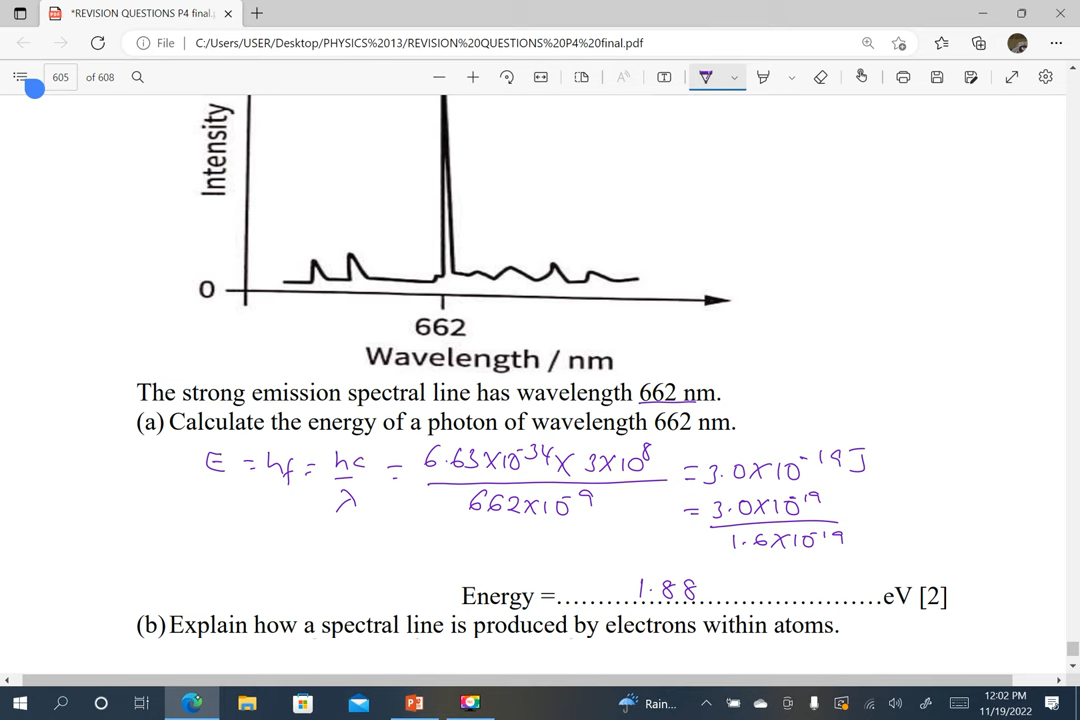 *REVISION QUESTIONS P4 final.
File C:/Users/USER/Desktop/PHYSICS%2013/REVISION%20QUESTIONS%20P4%20final.pdf
605 of 608
Intensity
0
662
Wavelength / nm
The strong emission spectral line has wavelength 662 nm.
(a) Calculate the energy of a photon of wavelength 662 nm.
E = hf = hc/λ = 6.63×10⁻³⁴ × 3×10⁸ / 662×10⁻⁹ = 3.0×10⁻¹⁹ J
= 3.0×10⁻¹⁹ / 1.6×10⁻¹⁹
Energy =……………1.88……………………eV [2]
(b) Explain how a spectral line is produced by electrons within atoms.
Rain...
12:02 PM
11/19/2022